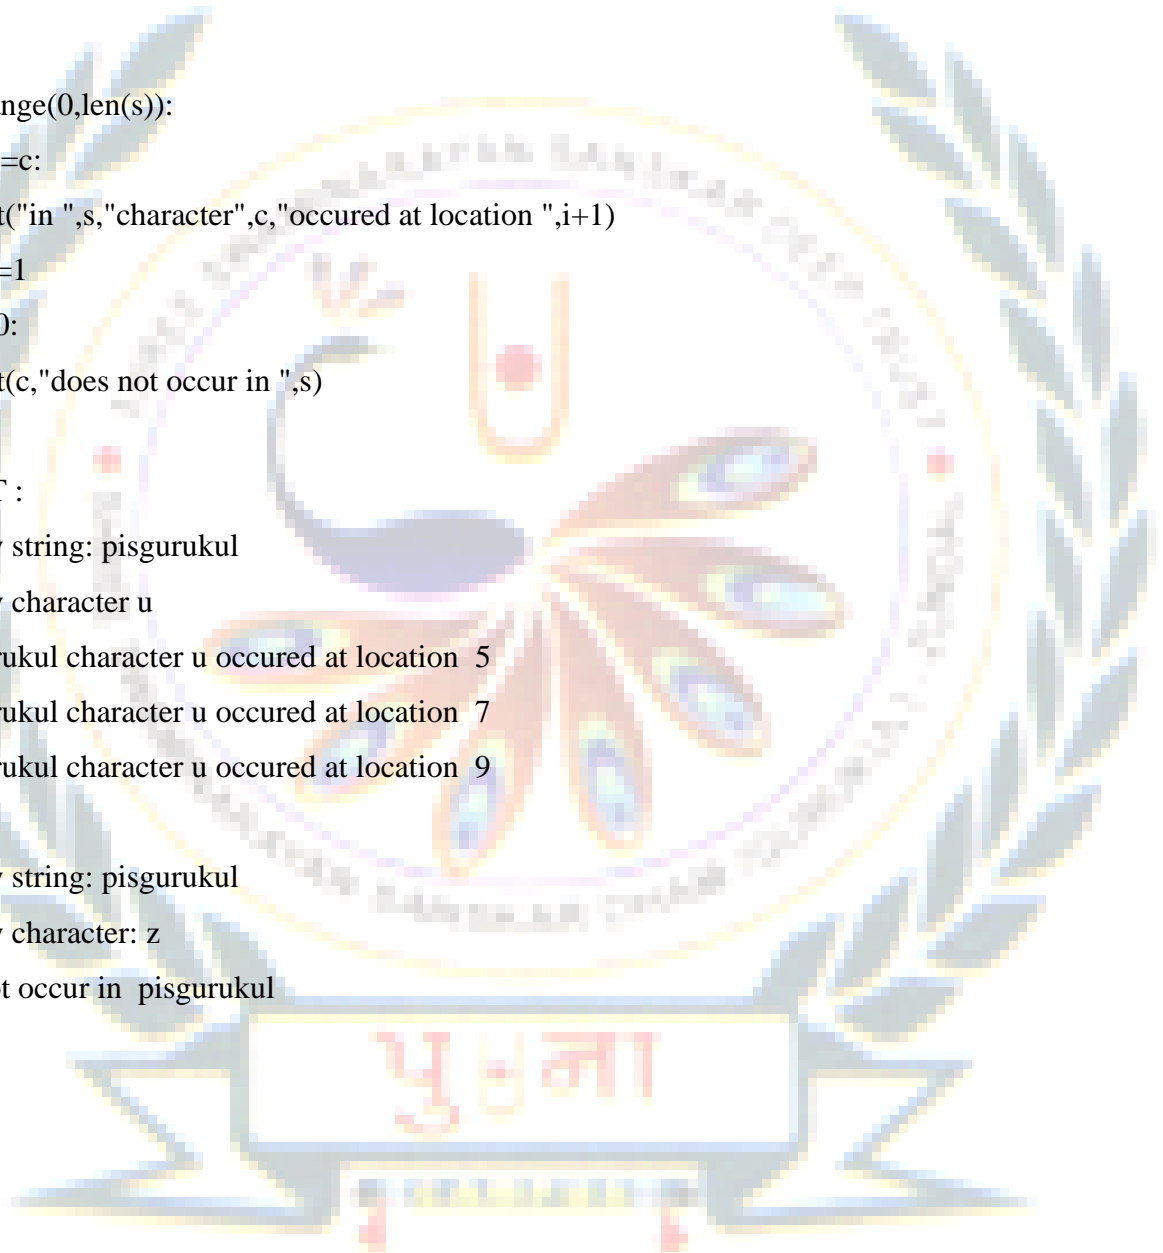 nge(0,len(s)):
=c:
t("in ",s,"character",c,"occured at location ",i+1)
=1
0:
t(c,"does not occur in ",s)
T :
y string: pisgurukul
y character u
rukul character u occured at location  5
rukul character u occured at location  7
rukul character u occured at location  9
y string: pisgurukul
y character: z
t occur in  pisgurukul